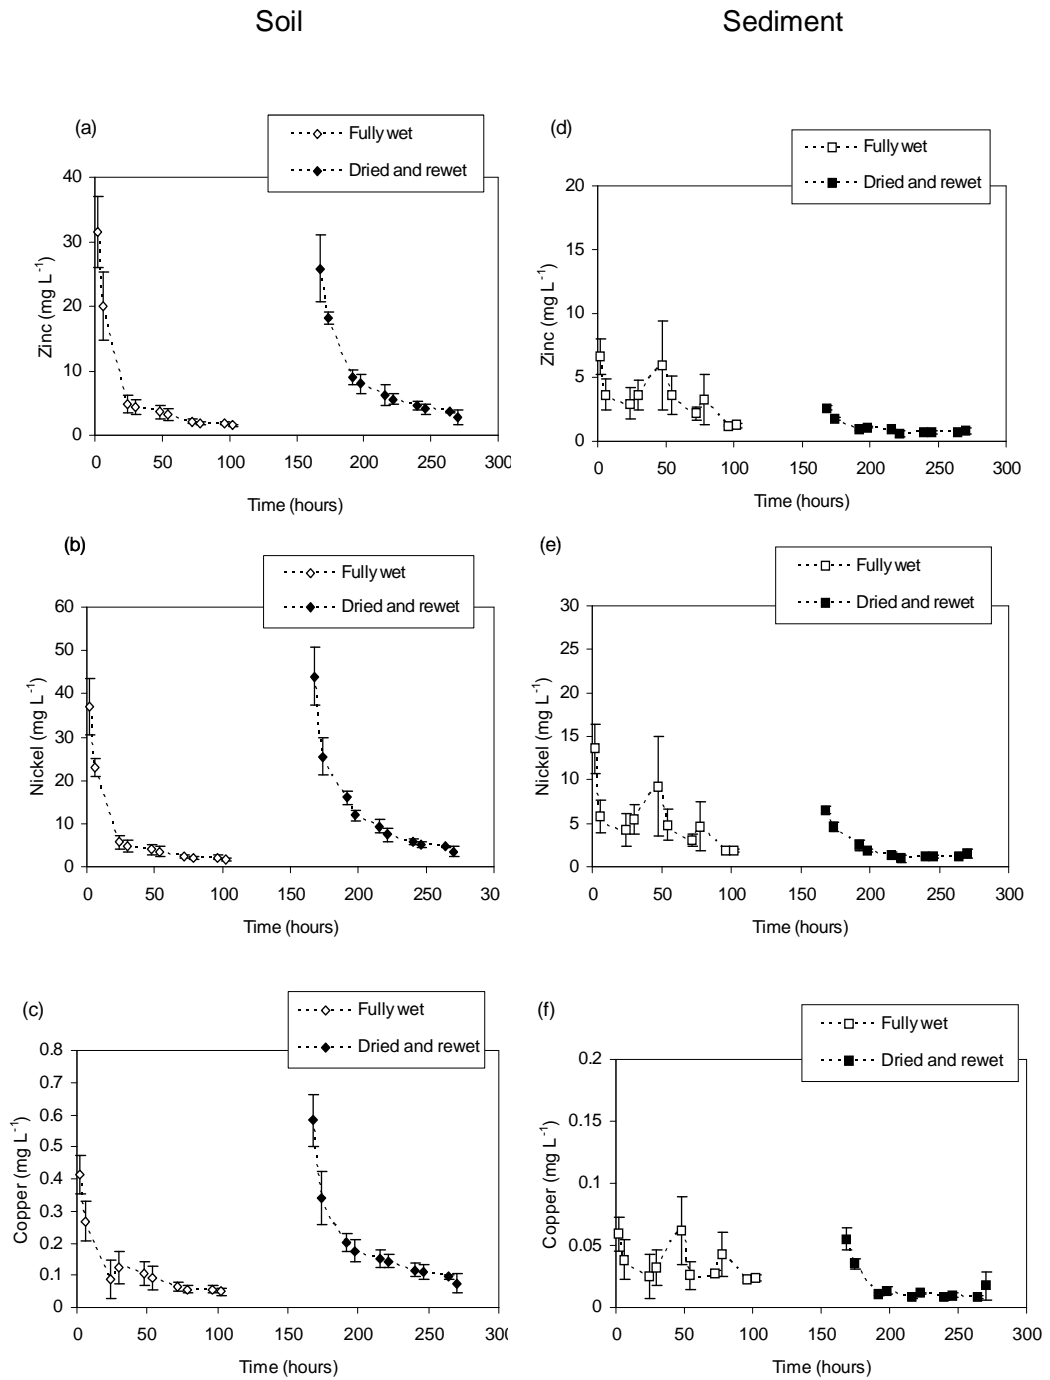 Soil
Sediment
(a)
Fully wet
Dried and rewet
40
30
20
10
0
Zinc (mg L⁻¹)
0 50 100 150 200 250 300
Time (hours)
(d)
Fully wet
Dried and rewet
20
15
10
5
0
Zinc (mg L⁻¹)
0 50 100 150 200 250 300
Time (hours)
(b)
Fully wet
Dried and rewet
60
50
40
30
20
10
0
Nickel (mg L⁻¹)
0 50 100 150 200 250 30
Time (hours)
(e)
Fully wet
Dried and rewet
30
25
20
15
10
5
0
Nickel (mg L⁻¹)
0 50 100 150 200 250 300
Time (hours)
(c)
Fully wet
Dried and rewet
0.8
0.7
0.6
0.5
0.4
0.3
0.2
0.1
0
Copper (mg L⁻¹)
0 50 100 150 200 250 300
Time (hours)
(f)
Fully wet
Dried and rewet
0.2
0.15
0.1
0.05
0
Copper (mg L⁻¹)
0 50 100 150 200 250 300
Time (hours)